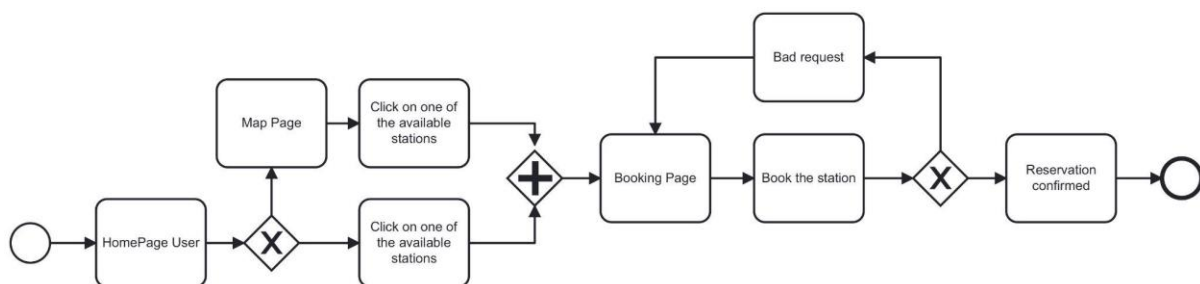 Bad request
Map Page
Click on one of
the available
stations
Booking Page
Book the station
X
Reservation
confirmed
HomePage User
X
Click on one of
the available
stations